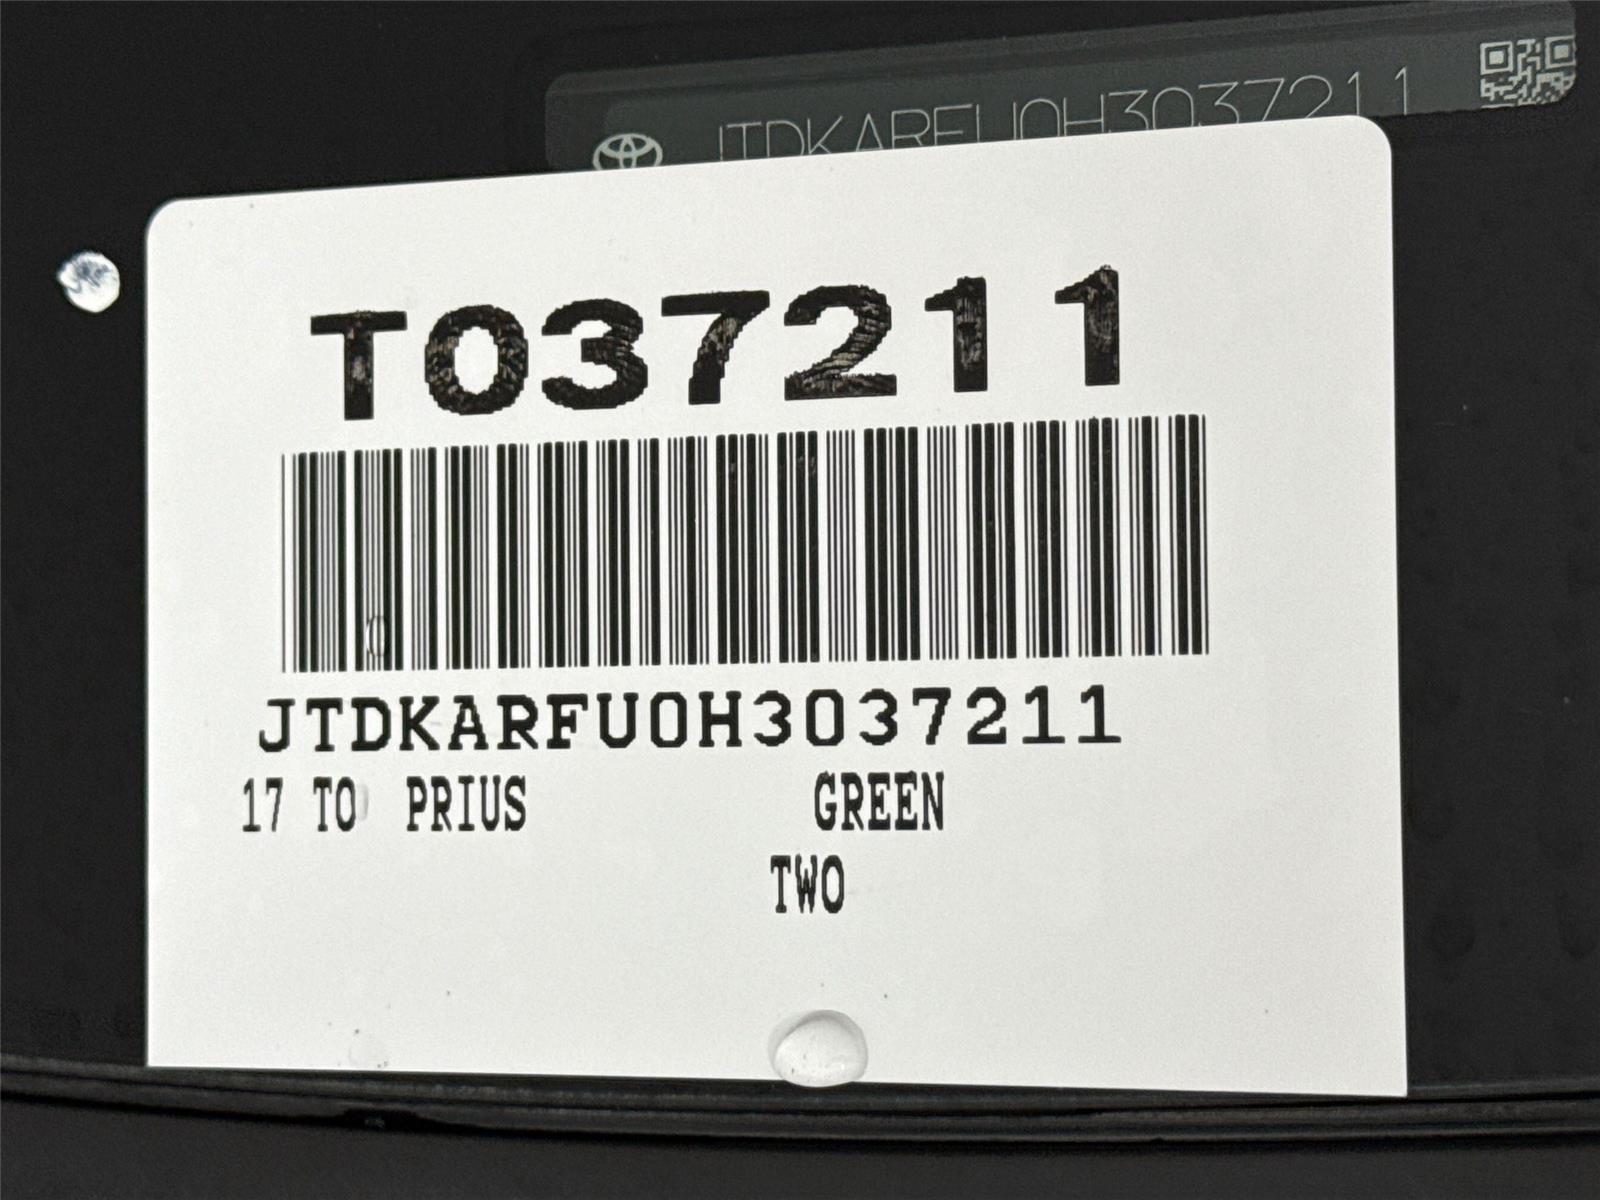 JTDKARFU0H3037211
T037211
JTDKARFU0H3037211
17 TO PRIUS GREEN
TWO